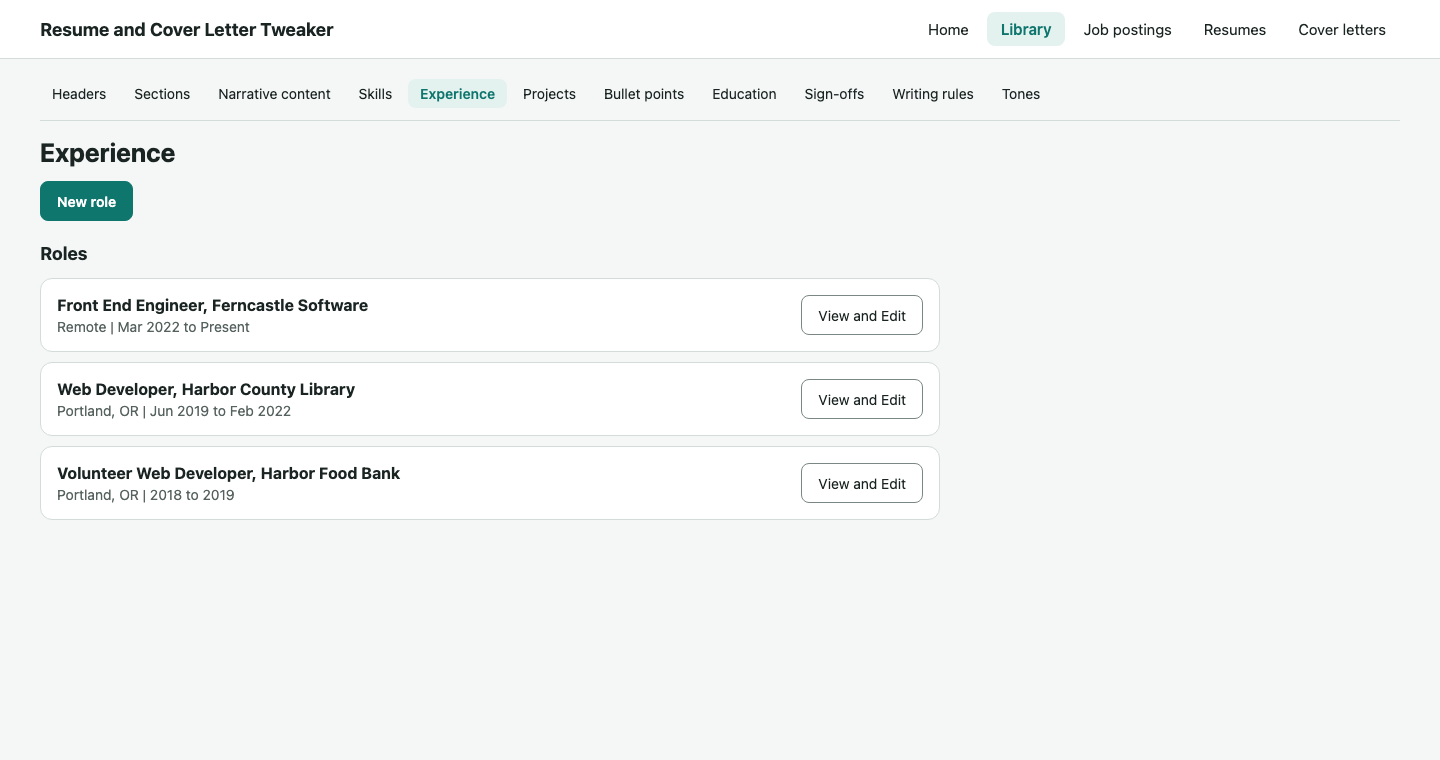 Resume and Cover Letter Tweaker
Home
Library
Job postings
Resumes
Cover letters
Headers
Sections
Narrative content
Skills
Experience
Projects
Bullet points
Education
Sign-offs
Writing rules
Tones
Experience
New role
Roles
Front End Engineer, Ferncastle Software
Remote | Mar 2022 to Present
View and Edit
Web Developer, Harbor County Library
Portland, OR | Jun 2019 to Feb 2022
View and Edit
Volunteer Web Developer, Harbor Food Bank
Portland, OR | 2018 to 2019
View and Edit